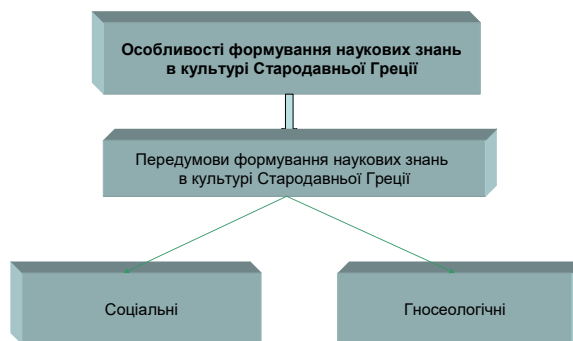 Особливості формування наукових знань
в культурі Стародавньої Греції
Передумови формування наукових знань
в культурі Стародавньої Греції
Соціальні
Гносеологічні